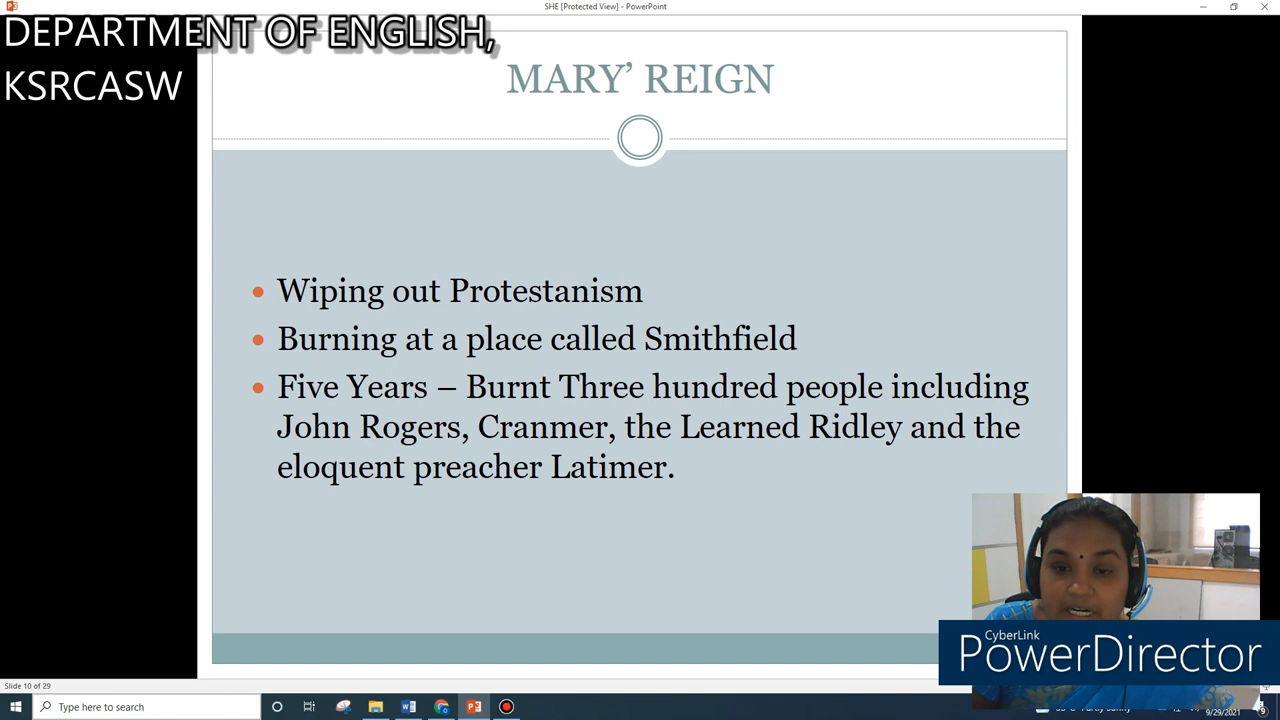 SHE [Protected View] - PowerPoint
DEPARTMENT OF ENGLISH,
KSRCASW
MARY’ REIGN
Wiping out Protestanism
Burning at a place called Smithfield
Five Years – Burnt Three hundred people including
John Rogers, Cranmer, the Learned Ridley and the
eloquent preacher Latimer.
CyberLink
PowerDirector
Slide 10 of 29
Type here to search
9/29/2021